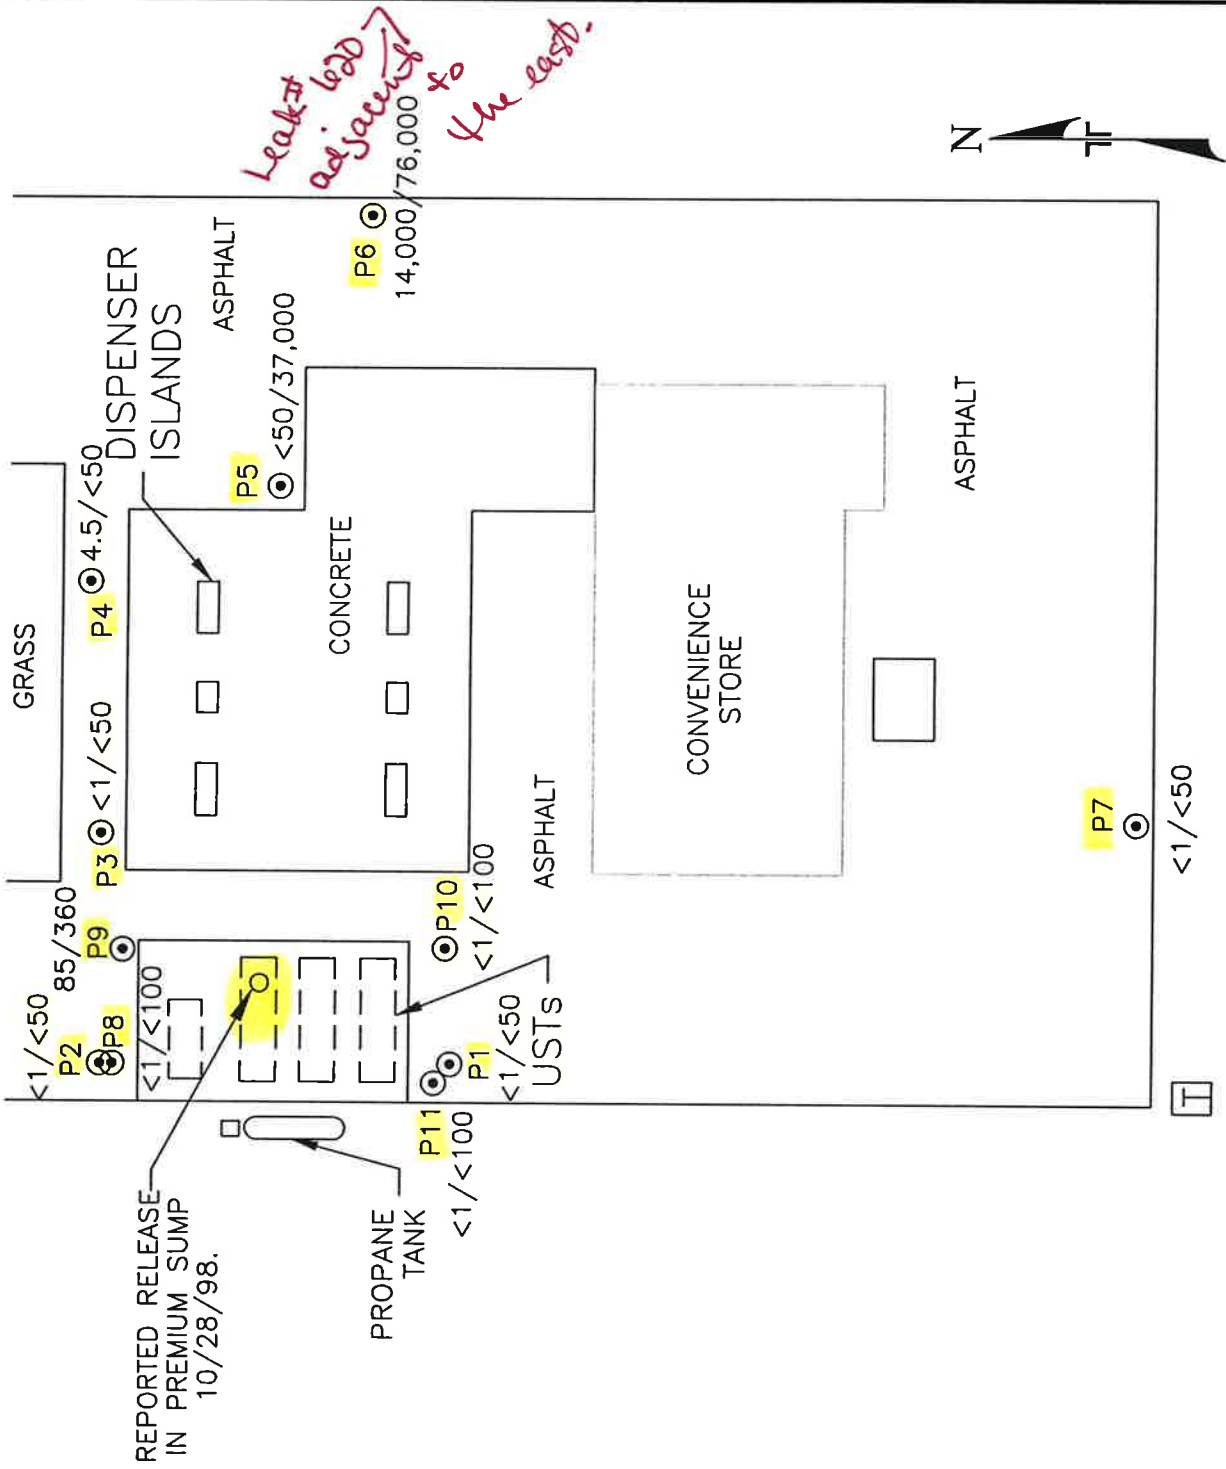 Leak# 620
adjacent to
the east.
N
GRASS
DISPENSER
ISLANDS
ASPHALT
P6
14,000/76,000
P5
<50/37,000
P4
4.5/<50
P3
<1/<50
P9
85/360
P2
<1/<50
P8
<1/<100
CONCRETE
P10
<1/<100
ASPHALT
P1
<1/<50
USTs
P11
<1/<100
PROPANE
TANK
REPORTED RELEASE
IN PREMIUM SUMP
10/28/98.
CONVENIENCE
STORE
ASPHALT
P7
<1/<50
T